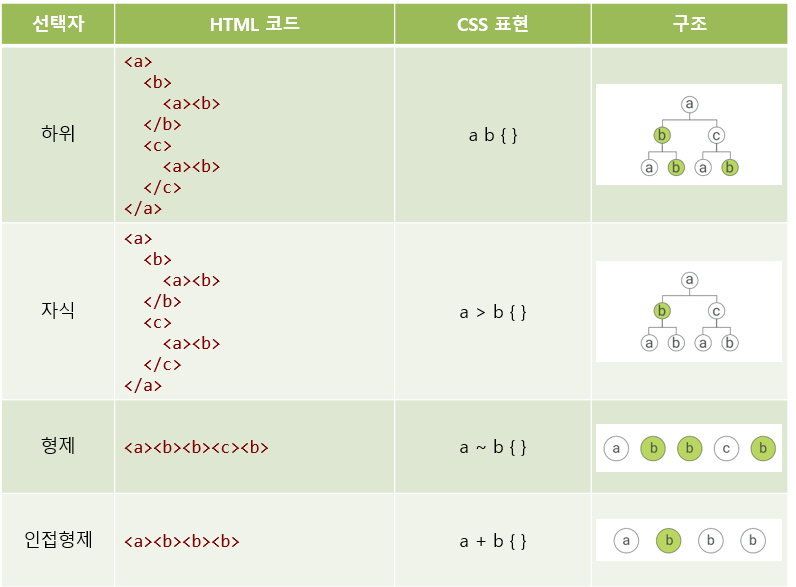 선택자 HTML 코드 CSS 표현 구조
하위
<a>
  <b>
    <a><b>
  </b>
  <c>
    <a><b>
  </c>
</a>
a b { }
a
b c
a b a b
자식
<a>
  <b>
    <a><b>
  </b>
  <c>
    <a><b>
  </c>
</a>
a > b { }
a
b c
a b a b
형제
<a><b><b><c><b>
a ~ b { }
a b b c b
인접형제
<a><b><b><b>
a + b { }
a b b b